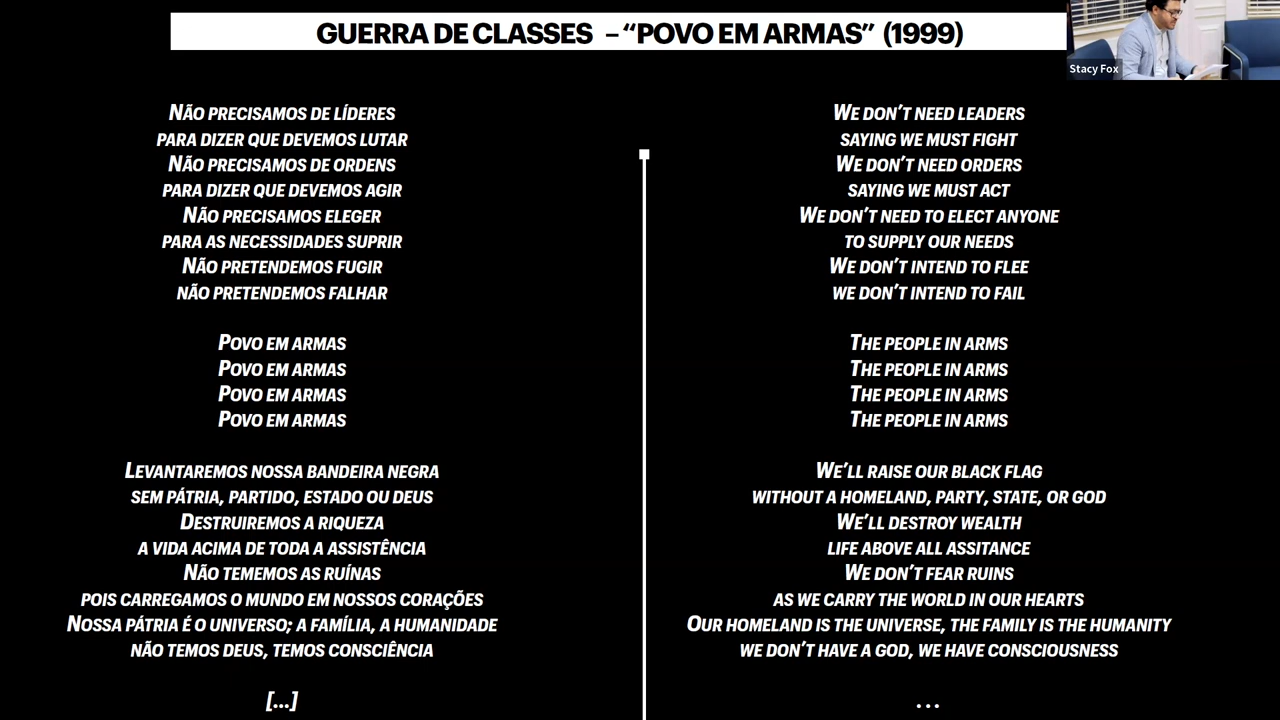 GUERRA DE CLASSES – “POVO EM ARMAS” (1999)
Stacy Fox
NÃO PRECISAMOS DE LÍDERES
PARA DIZER QUE DEVEMOS LUTAR
NÃO PRECISAMOS DE ORDENS
PARA DIZER QUE DEVEMOS AGIR
NÃO PRECISAMOS ELEGER
PARA AS NECESSIDADES SUPRIR
NÃO PRETENDEMOS FUGIR
NÃO PRETENDEMOS FALHAR
POVO EM ARMAS
POVO EM ARMAS
POVO EM ARMAS
POVO EM ARMAS
LEVANTAREMOS NOSSA BANDEIRA NEGRA
SEM PÁTRIA, PARTIDO, ESTADO OU DEUS
DESTRUIREMOS A RIQUEZA
A VIDA ACIMA DE TODA A ASSISTÊNCIA
NÃO TEMEMOS AS RUÍNAS
POIS CARREGAMOS O MUNDO EM NOSSOS CORAÇÕES
NOSSA PÁTRIA É O UNIVERSO; A FAMÍLIA, A HUMANIDADE
NÃO TEMOS DEUS, TEMOS CONSCIÊNCIA
[...]
WE DON’T NEED LEADERS
SAYING WE MUST FIGHT
WE DON’T NEED ORDERS
SAYING WE MUST ACT
WE DON’T NEED TO ELECT ANYONE
TO SUPPLY OUR NEEDS
WE DON’T INTEND TO FLEE
WE DON’T INTEND TO FAIL
THE PEOPLE IN ARMS
THE PEOPLE IN ARMS
THE PEOPLE IN ARMS
THE PEOPLE IN ARMS
WE’LL RAISE OUR BLACK FLAG
WITHOUT A HOMELAND, PARTY, STATE, OR GOD
WE’LL DESTROY WEALTH
LIFE ABOVE ALL ASSITANCE
WE DON’T FEAR RUINS
AS WE CARRY THE WORLD IN OUR HEARTS
OUR HOMELAND IS THE UNIVERSE, THE FAMILY IS THE HUMANITY
WE DON’T HAVE A GOD, WE HAVE CONSCIOUSNESS
...